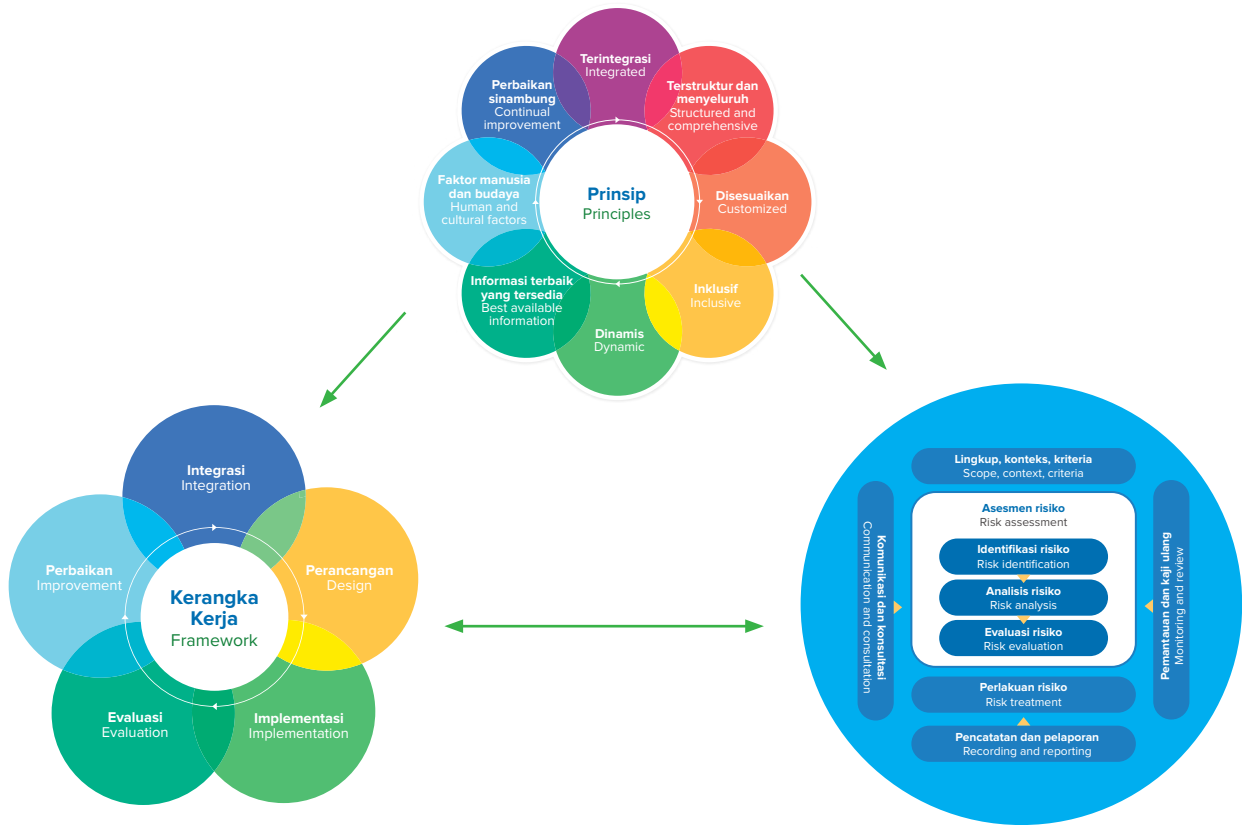 Terintegrasi
Integrated
Terstruktur dan
menyeluruh
Structured and
comprehensive
Disesuaikan
Customized
Inklusif
Inclusive
Dinamis
Dynamic
Informasi terbaik
yang tersedia
Best available
information
Faktor manusia
dan budaya
Human and
cultural factors
Perbaikan
sinambung
Continual
improvement
Prinsip
Principles
Integrasi
Integration
Perancangan
Design
Implementasi
Implementation
Evaluasi
Evaluation
Perbaikan
Improvement
Kerangka
Kerja
Framework
Lingkup, konteks, kriteria
Scope, context, criteria
Komunikasi dan konsultasi
Communication and consultation
Asesmen risiko
Risk assessment
Identifikasi risiko
Risk identification
Analisis risiko
Risk analysis
Evaluasi risiko
Risk evaluation
Pemantauan dan kaji ulang
Monitoring and review
Perlakuan risiko
Risk treatment
Pencatatan dan pelaporan
Recording and reporting